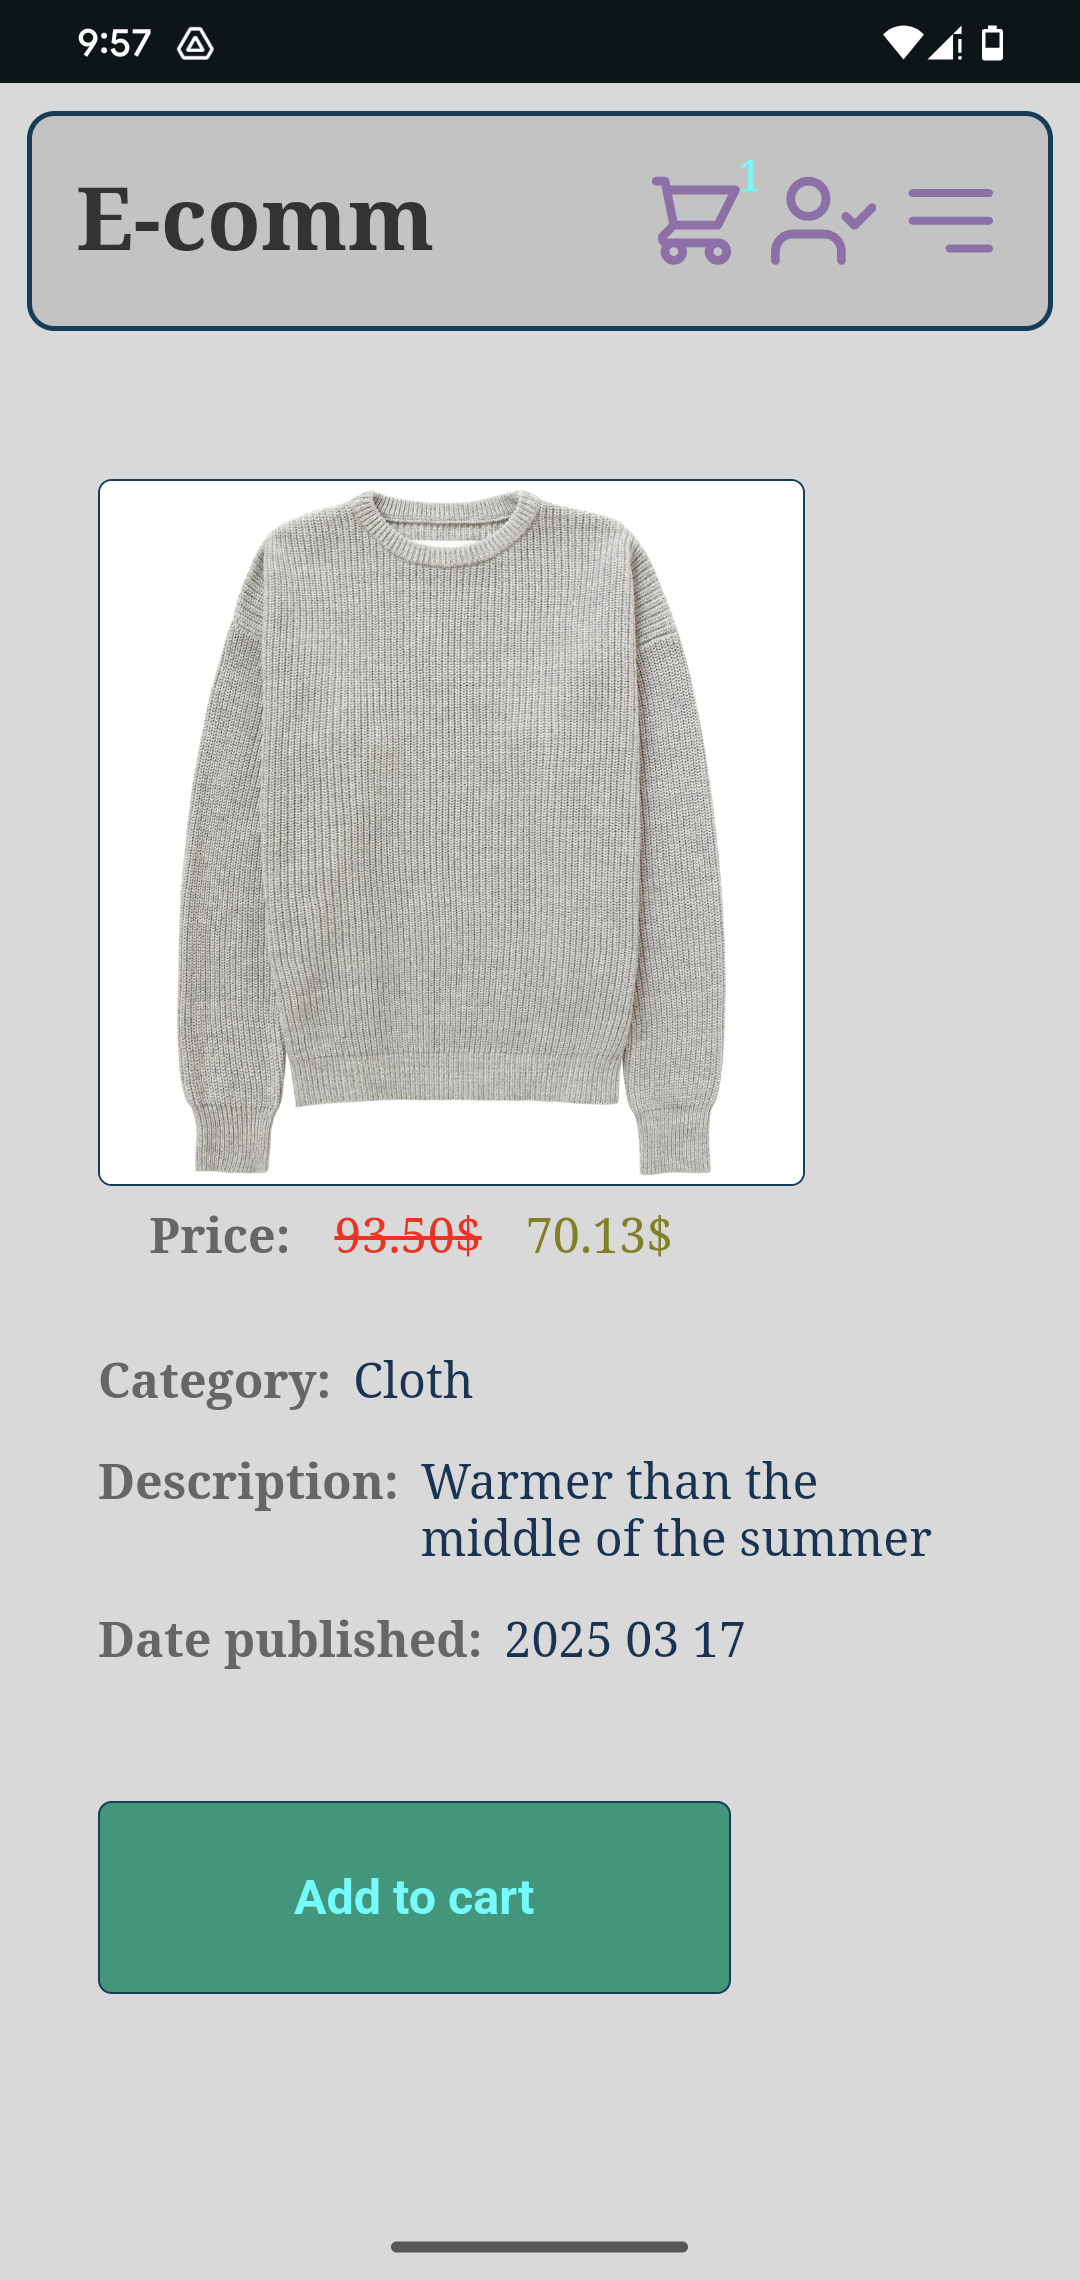 9:57
E-comm
1
Price: 93.50$ 70.13$
Category: Cloth
Description: Warmer than the
middle of the summer
Date published: 2025 03 17
Add to cart